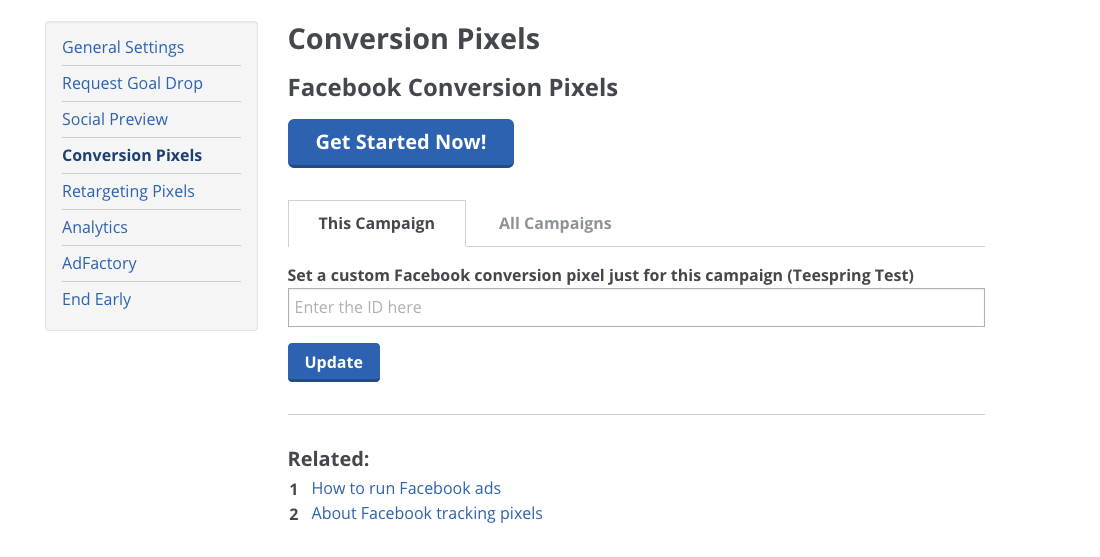 General Settings
Request Goal Drop
Social Preview
Conversion Pixels
Retargeting Pixels
Analytics
AdFactory
End Early
Conversion Pixels
Facebook Conversion Pixels
Get Started Now!
This Campaign
All Campaigns
Set a custom Facebook conversion pixel just for this campaign (Teespring Test)
Enter the ID here
Update
Related:
1 How to run Facebook ads
2 About Facebook tracking pixels